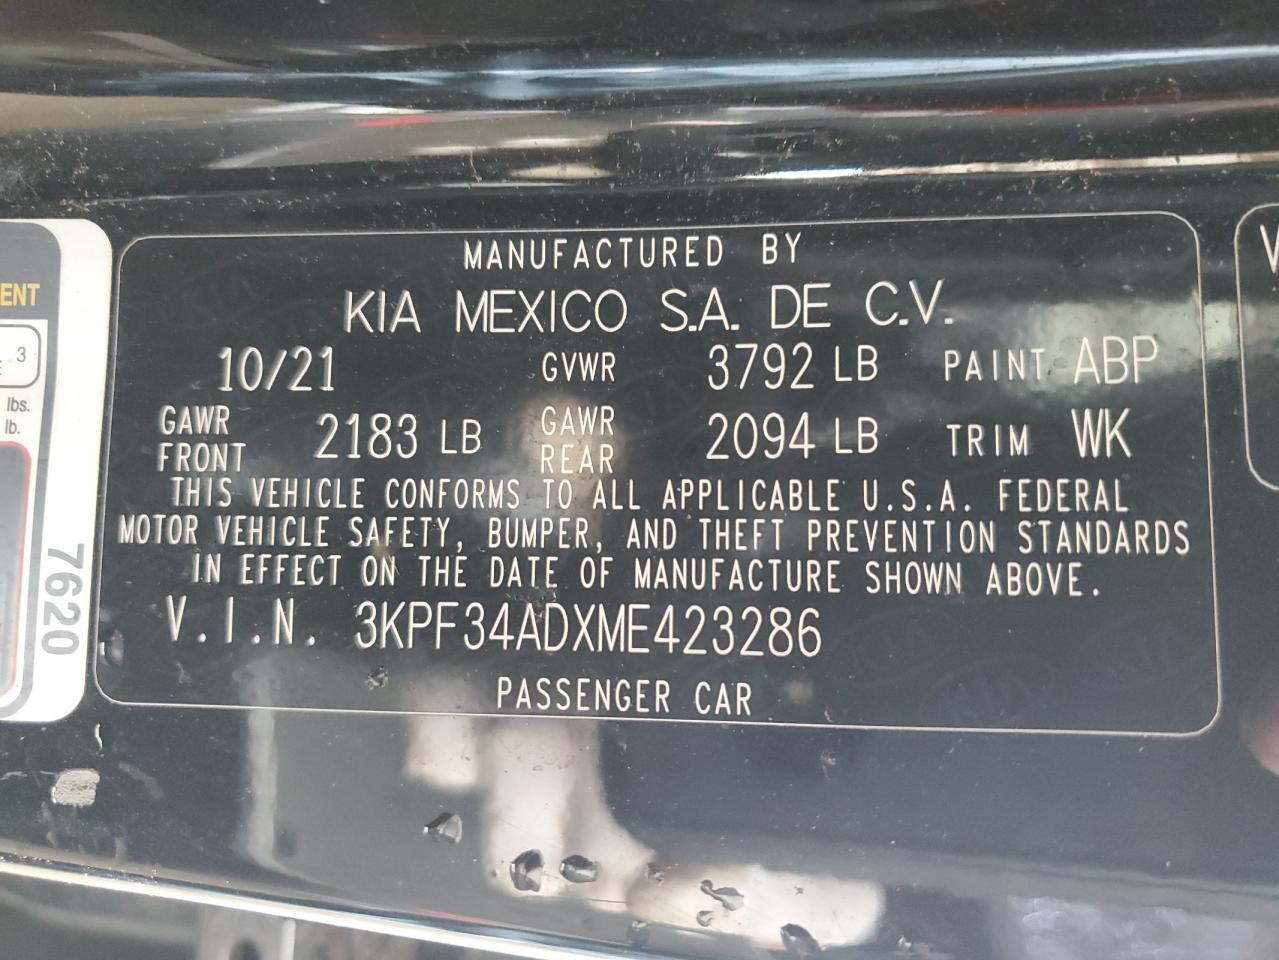 MANUFACTURED BY
KIA MEXICO S.A. DE C.V.
10/21 GVWR 3792 LB PAINT ABP
GAWR FRONT 2183 LB GAWR REAR 2094 LB TRIM WK
THIS VEHICLE CONFORMS TO ALL APPLICABLE U.S.A. FEDERAL
MOTOR VEHICLE SAFETY, BUMPER, AND THEFT PREVENTION STANDARDS
IN EFFECT ON THE DATE OF MANUFACTURE SHOWN ABOVE.
V.I.N. 3KPF34ADXME423286
PASSENGER CAR
ENT
3
E
lbs.
lb.
7620
V